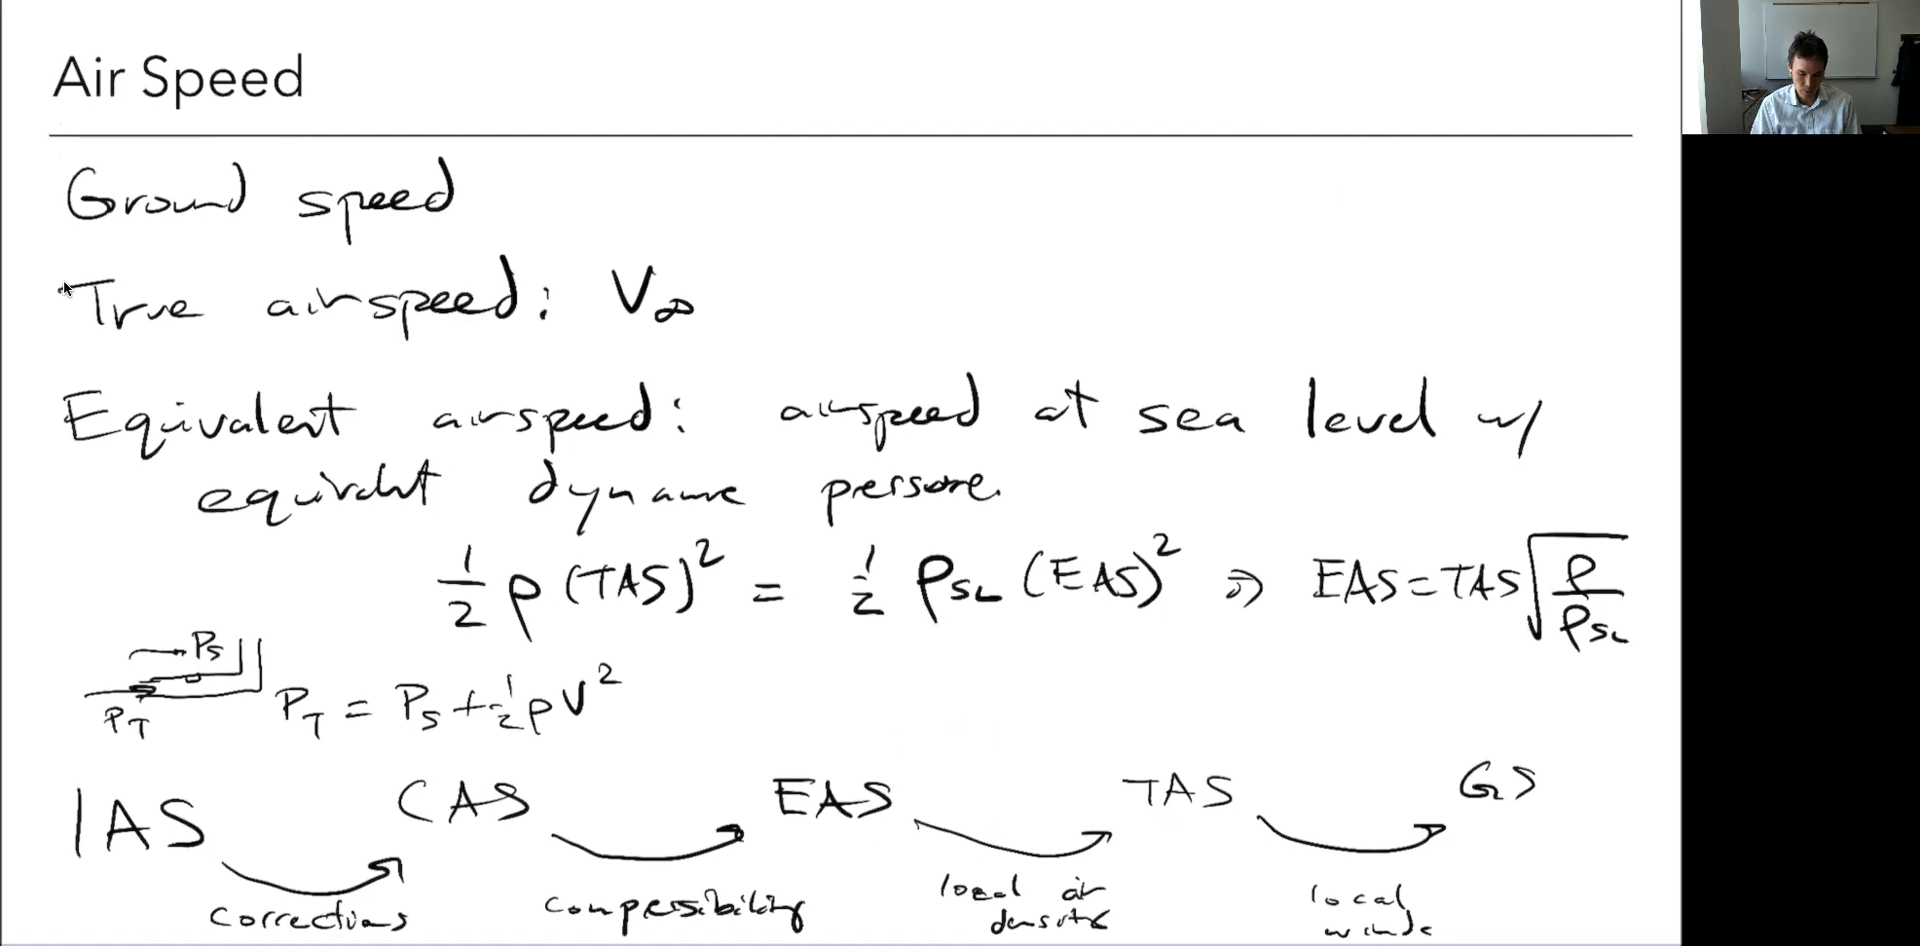 Air Speed
Ground speed
True airspeed: V∞
Equivalent airspeed: airspeed at sea level w/
equivalent dynamic pressure.
1/2 ρ (TAS)² = 1/2 ρSL (EAS)² ⇒ EAS = TAS √(ρ/ρSL)
Ps
PT
PT = Ps + 1/2 ρV²
IAS CAS EAS TAS GS
corrections compressibility local air density local winds